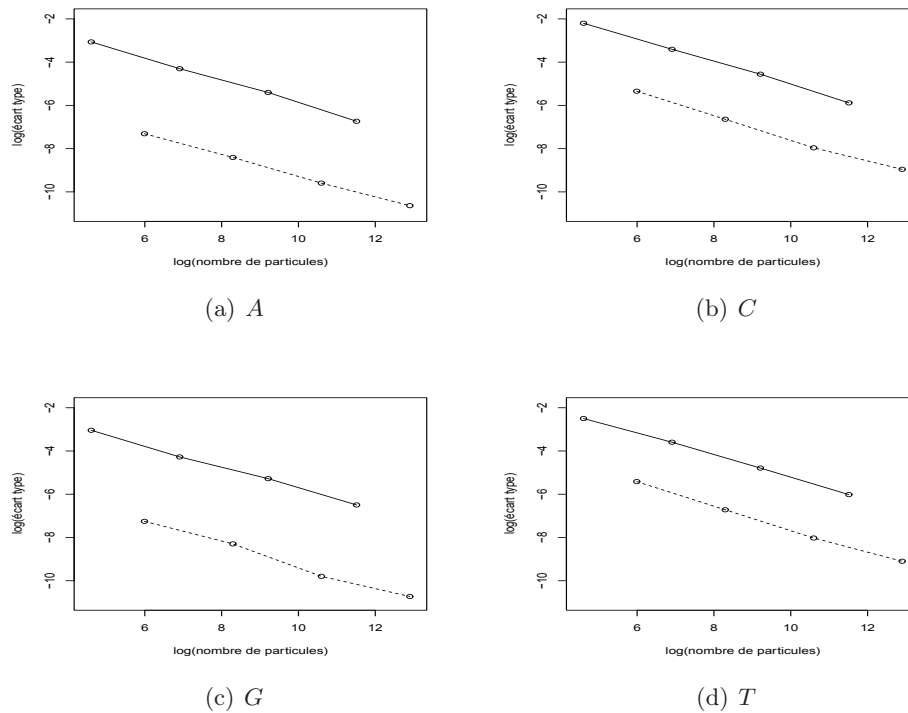 -2
-4
-6
-8
-10
log(écart type)
6 8 10 12
log(nombre de particules)
(a) A
-2
-4
-6
-8
-10
log(écart type)
6 8 10 12
log(nombre de particules)
(b) C
-2
-4
-6
-8
-10
log(écart type)
6 8 10 12
log(nombre de particules)
(c) G
-2
-4
-6
-8
-10
log(écart type)
6 8 10 12
log(nombre de particules)
(d) T